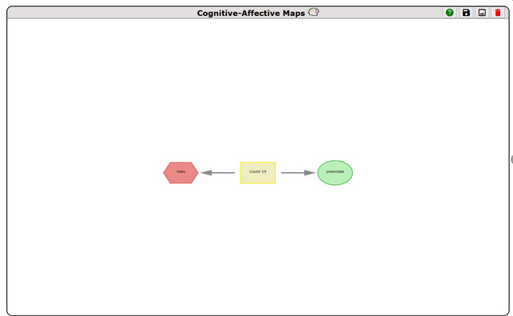 Cognitive-Affective Maps
risks
Covid-19
potentials